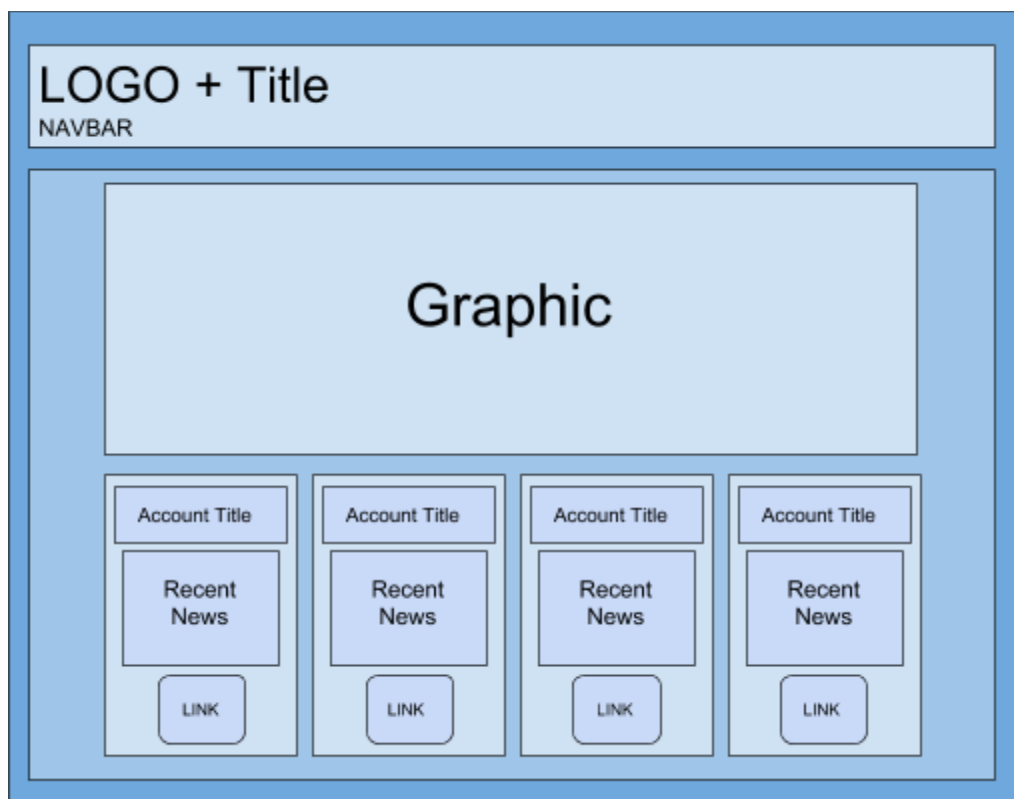 LOGO + Title
NAVBAR
Graphic
Account Title
Recent
News
LINK
Account Title
Recent
News
LINK
Account Title
Recent
News
LINK
Account Title
Recent
News
LINK